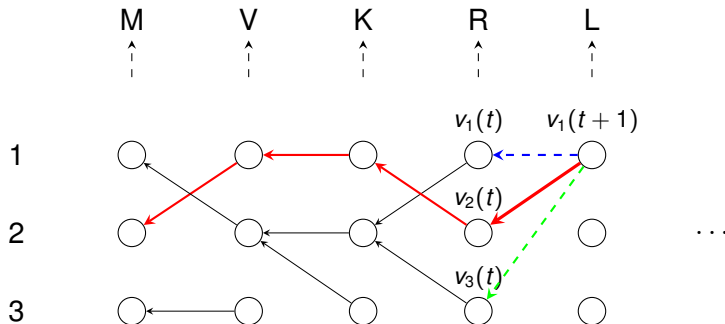 M V K R L
v₁(t) v₁(t + 1)
1
v₂(t)
2 ...
v₃(t)
3